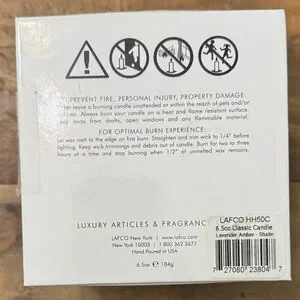 PREVENT FIRE, PERSONAL INJURY, PROPERTY DAMAGE.
leave a burning candle unattended or within the reach of pets and/or
Always burn your candle on a heat and flame resistant surface.
away from drafts, open windows and any flammable material.
FOR OPTIMAL BURN EXPERIENCE:
Let wax melt to the edge on first burn. Straighten and trim wick to 1/4" before
lighting. Keep wick trimmings and debris out of candle. Burn for two to three
hours at a time and stop burning when 1/2" of unmelted wax remains.
LUXURY ARTICLES & FRAGRANC
LAFCO New York | www.lafco.com
New York 10003 | 800 362 3677
Hand Poured in USA
6.5oz e 184g
LAFCO HH50C
6.5oz Classic Candle
Lavender Amber - Studio
7 27080 23804 7